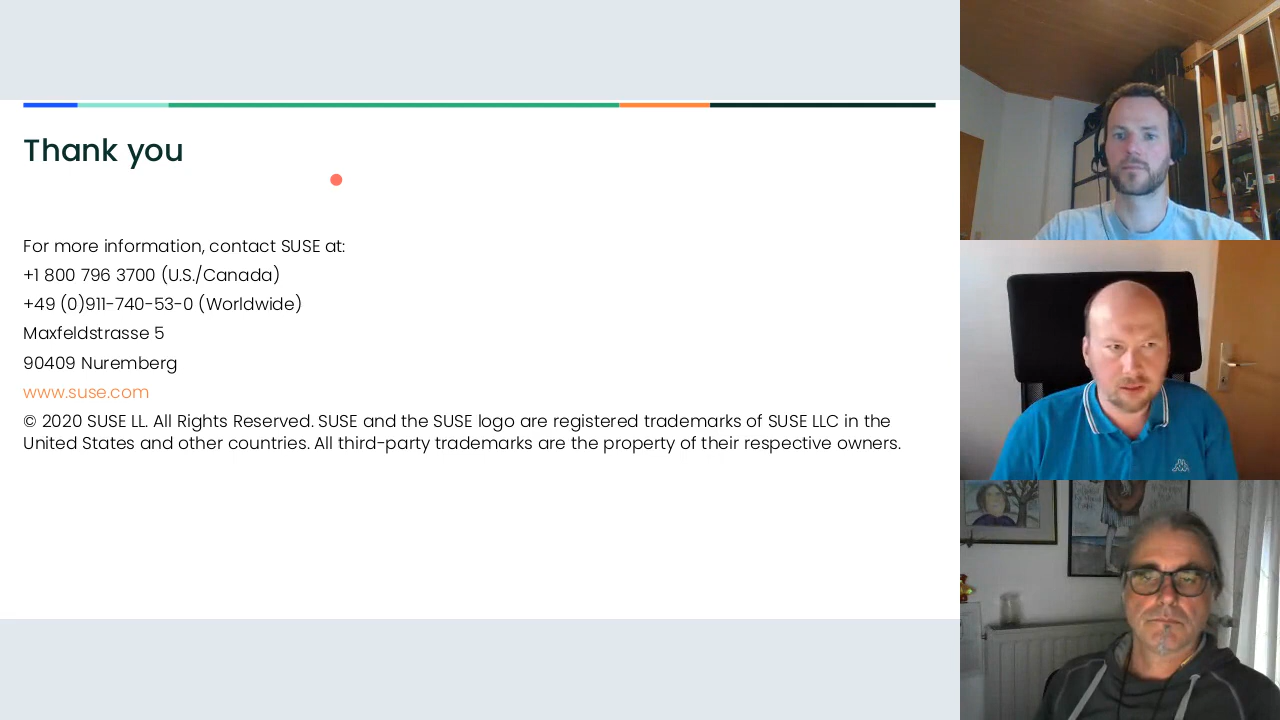 Thank you
For more information, contact SUSE at:
+1 800 796 3700 (U.S./Canada)
+49 (0)911-740-53-0 (Worldwide)
Maxfeldstrasse 5
90409 Nuremberg
www.suse.com
© 2020 SUSE LL. All Rights Reserved. SUSE and the SUSE logo are registered trademarks of SUSE LLC in the
United States and other countries. All third-party trademarks are the property of their respective owners.